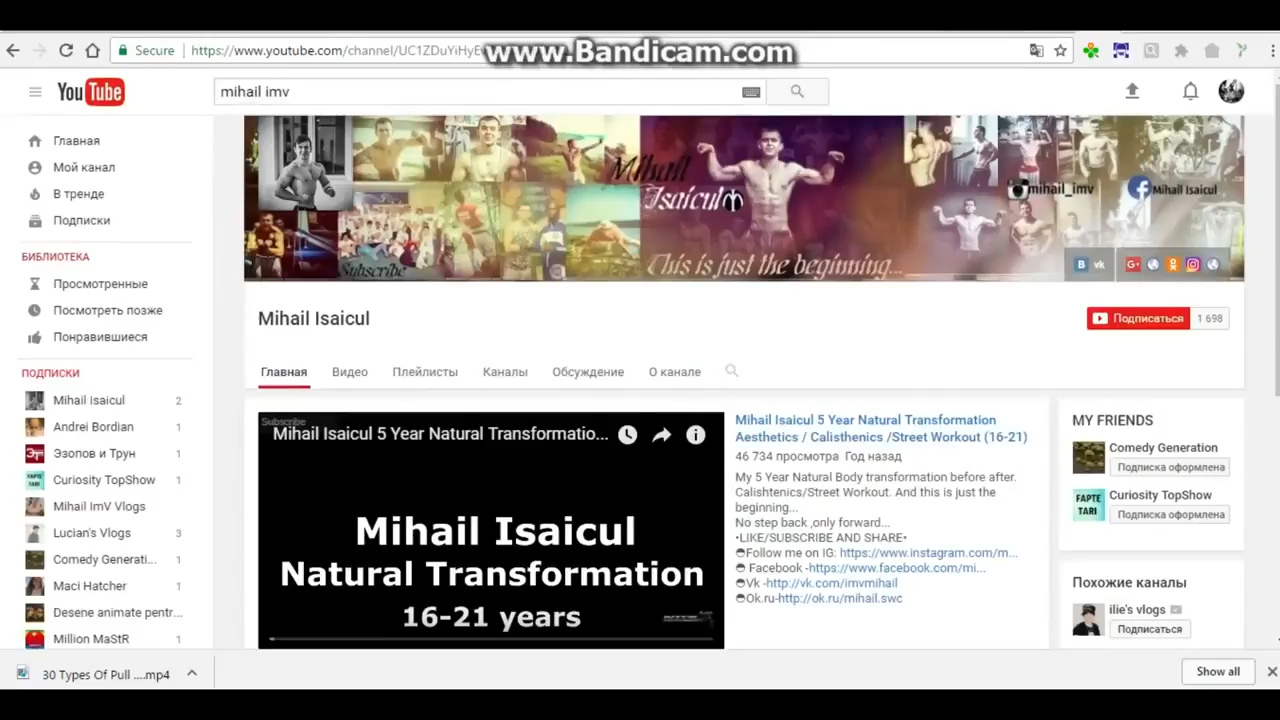 Secure https://www.youtube.com/channel/UC1ZDuYiHyE
www.Bandicam.com
YouTube
mihail imv
Главная
Мой канал
В тренде
Подписки
БИБЛИОТЕКА
Просмотренные
Посмотреть позже
Понравившиеся
ПОДПИСКИ
Mihail Isaicul 2
Andrei Bordian 1
Эзопов и Трун 1
Curiosity TopShow 1
Mihail ImV Vlogs
Lucian's Vlogs 3
Comedy Generati... 1
Maci Hatcher 1
Desene animate pentr...
Million MaStR 1
Mihail
Isaicul
mihail_imv
Mihail Isaicul
Subscribe
This is just the beginning...
B vk
G+
Mihail Isaicul
Подписаться 1 698
Главная Видео Плейлисты Каналы Обсуждение О канале
Subscribe
Mihail Isaicul 5 Year Natural Transformatio...
Mihail Isaicul
Natural Transformation
16-21 years
Mihail Isaicul 5 Year Natural Transformation
Aesthetics / Calisthenics /Street Workout (16-21)
46 734 просмотра Год назад
My 5 Year Natural Body transformation before after.
Calishtenics/Street Workout. And this is just the
beginning...
No step back ,only forward...
•LIKE/SUBSCRIBE AND SHARE•
Follow me on IG: https://www.instagram.com/m...
Facebook -https://www.facebook.com/mi...
Vk -http://vk.com/imvmihail
Ok.ru-http://ok.ru/mihail.swc
MY FRIENDS
Comedy Generation
Подписка оформлена
FAPTE
TARI
Curiosity TopShow
Подписка оформлена
Похожие каналы
ilie's vlogs
Подписаться
30 Types Of Pull ....mp4
Show all